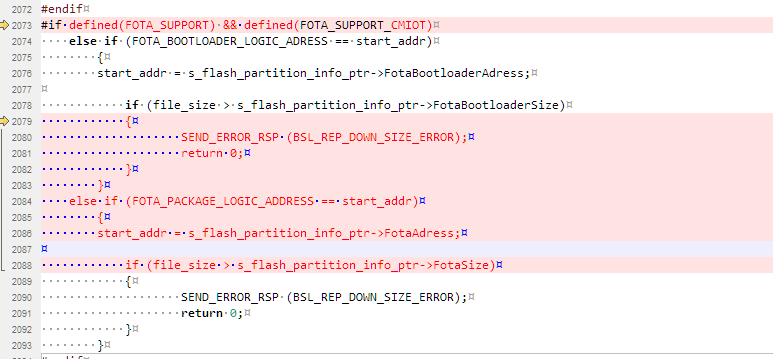 2072 #endif
2073 #if defined(FOTA_SUPPORT) && defined(FOTA_SUPPORT_CMIOT)
2074     else if (FOTA_BOOTLOADER_LOGIC_ADRESS == start_addr)
2075         {
2076         start_addr = s_flash_partition_info_ptr->FotaBootloaderAdress;
2077
2078             if (file_size > s_flash_partition_info_ptr->FotaBootloaderSize)
2079             {
2080                     SEND_ERROR_RSP (BSL_REP_DOWN_SIZE_ERROR);
2081                     return 0;
2082             }
2083         }
2084     else if (FOTA_PACKAGE_LOGIC_ADDRESS == start_addr)
2085         {
2086         start_addr = s_flash_partition_info_ptr->FotaAdress;
2087
2088             if (file_size > s_flash_partition_info_ptr->FotaSize)
2089             {
2090                     SEND_ERROR_RSP (BSL_REP_DOWN_SIZE_ERROR);
2091                     return 0;
2092             }
2093         }